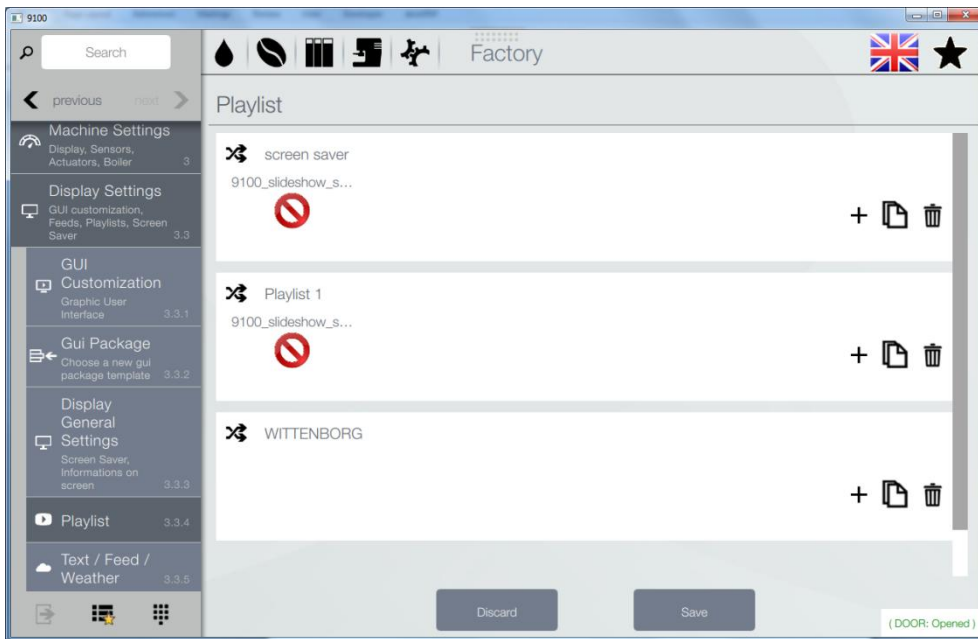 9100
Search
Factory
previous
next
Playlist
Machine Settings
Display, Sensors,
Actuators, Boiler
3
Display Settings
GUI customization,
Feeds, Playlists, Screen
Saver
3.3
GUI
Customization
Graphic User
Interface
3.3.1
Gui Package
Choose a new gui
package template
3.3.2
Display
General
Settings
Screen Saver,
Informations on
screen
3.3.3
Playlist
3.3.4
Text / Feed /
Weather
3.3.5
screen saver
9100_slideshow_s...
Playlist 1
9100_slideshow_s...
WITTENBORG
Discard
Save
( DOOR: Opened )